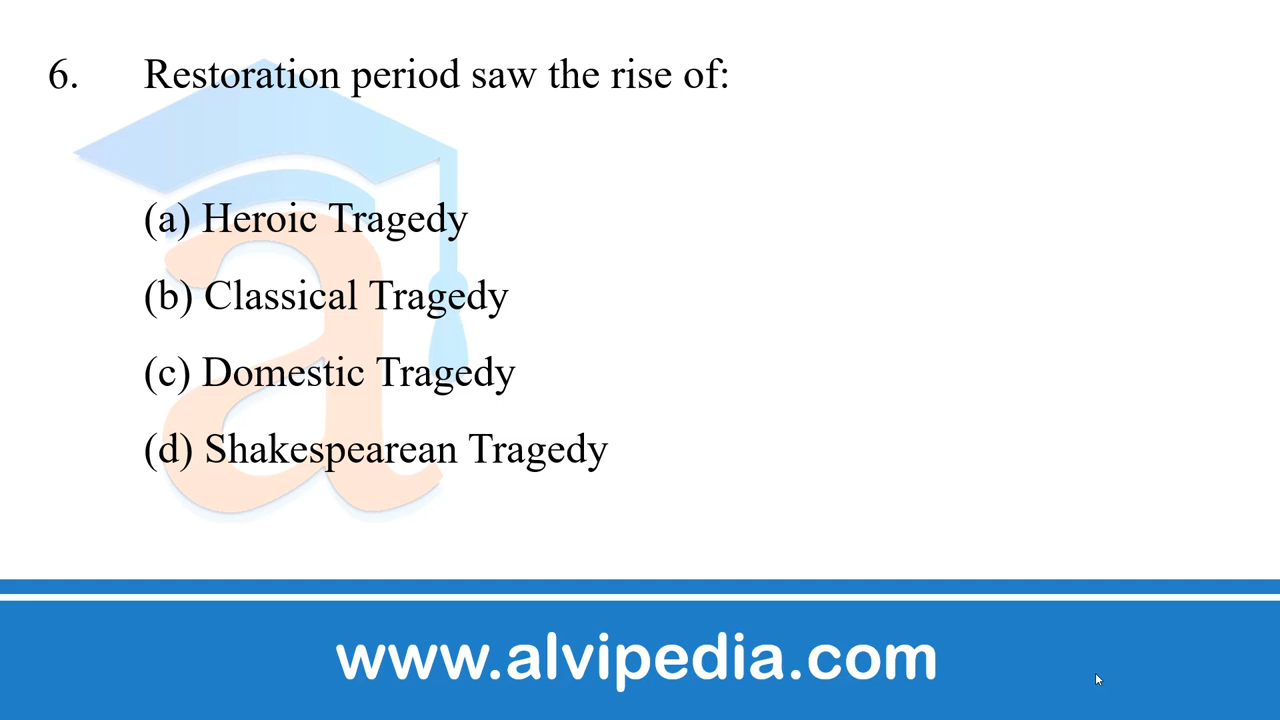 6. Restoration period saw the rise of:
(a) Heroic Tragedy
(b) Classical Tragedy
(c) Domestic Tragedy
(d) Shakespearean Tragedy
www.alvipedia.com